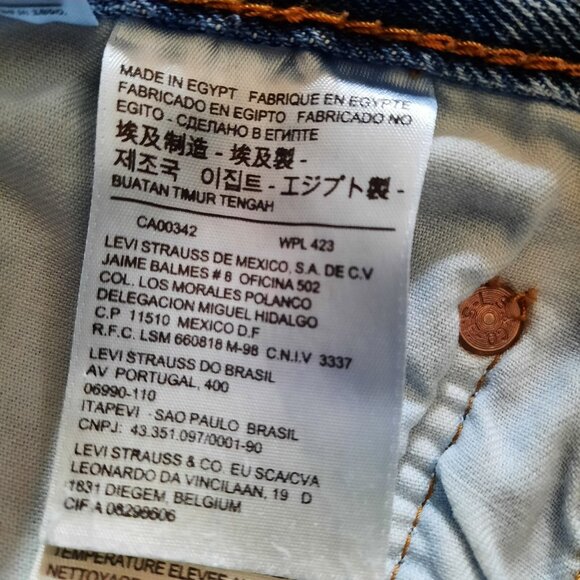 MADE IN EGYPT FABRIQUE EN EGYPTE
FABRICADO EN EGIPTO FABRICADO NO
EGITO - СДЕЛАНО В ЕГИПТЕ
埃及制造 - 埃及製 -
제조국 이집트 - エジプト製 -
BUATAN TIMUR TENGAH
CA00342 WPL 423
LEVI STRAUSS DE MEXICO, S.A. DE C.V
JAIME BALMES # 8 OFICINA 502
COL. LOS MORALES POLANCO
DELEGACION MIGUEL HIDALGO
C.P 11510 MEXICO D.F
R.F.C. LSM 660818 M-98 C.N.I.V 3337
LEVI STRAUSS DO BRASIL
AV PORTUGAL, 400
06990-110
ITAPEVI - SAO PAULO BRASIL
CNPJ: 43.351.097/0001-90
LEVI STRAUSS & CO. EU SCA/CVA
LEONARDO DA VINCILAAN, 19 D
1831 DIEGEM, BELGIUM
CIF A 08299606
TEMPERATURE ELEVEE
NETTOYAGE